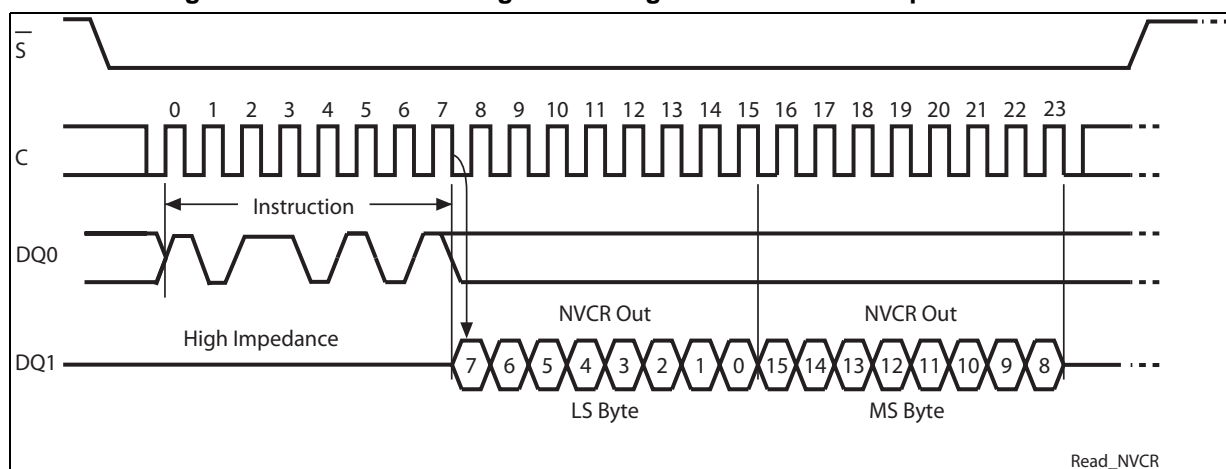 S
0 1 2 3 4 5 6 7 8 9 10 11 12 13 14 15 16 17 18 19 20 21 22 23
C
Instruction
DQ0
High Impedance
NVCR Out NVCR Out
DQ1
7 6 5 4 3 2 1 0 15 14 13 12 11 10 9 8
LS Byte MS Byte
Read_NVCR